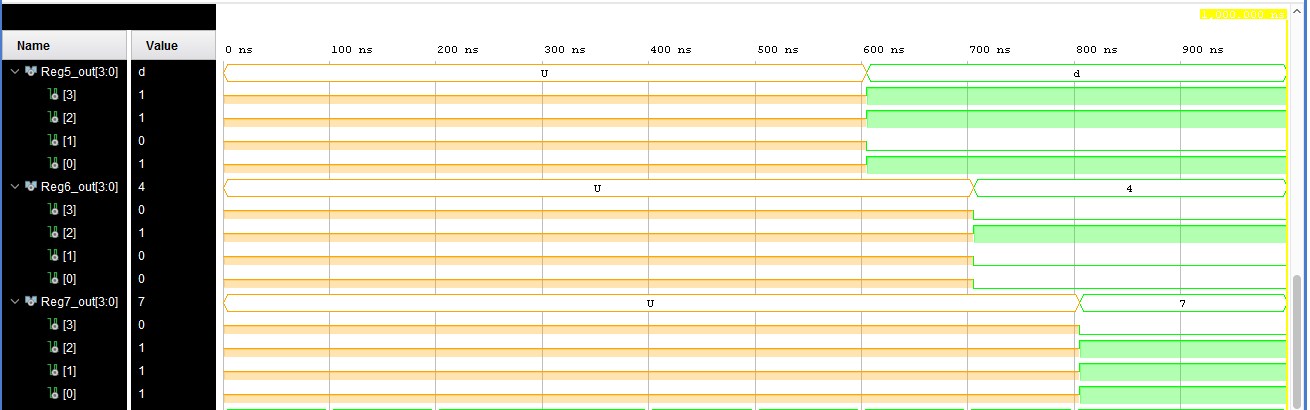 1,000.000 ns
Name Value 0 ns 100 ns 200 ns 300 ns 400 ns 500 ns 600 ns 700 ns 800 ns 900 ns
Reg5_out[3:0] d U d
[3] 1
[2] 1
[1] 0
[0] 1
Reg6_out[3:0] 4 U 4
[3] 0
[2] 1
[1] 0
[0] 0
Reg7_out[3:0] 7 U 7
[3] 0
[2] 1
[1] 1
[0] 1